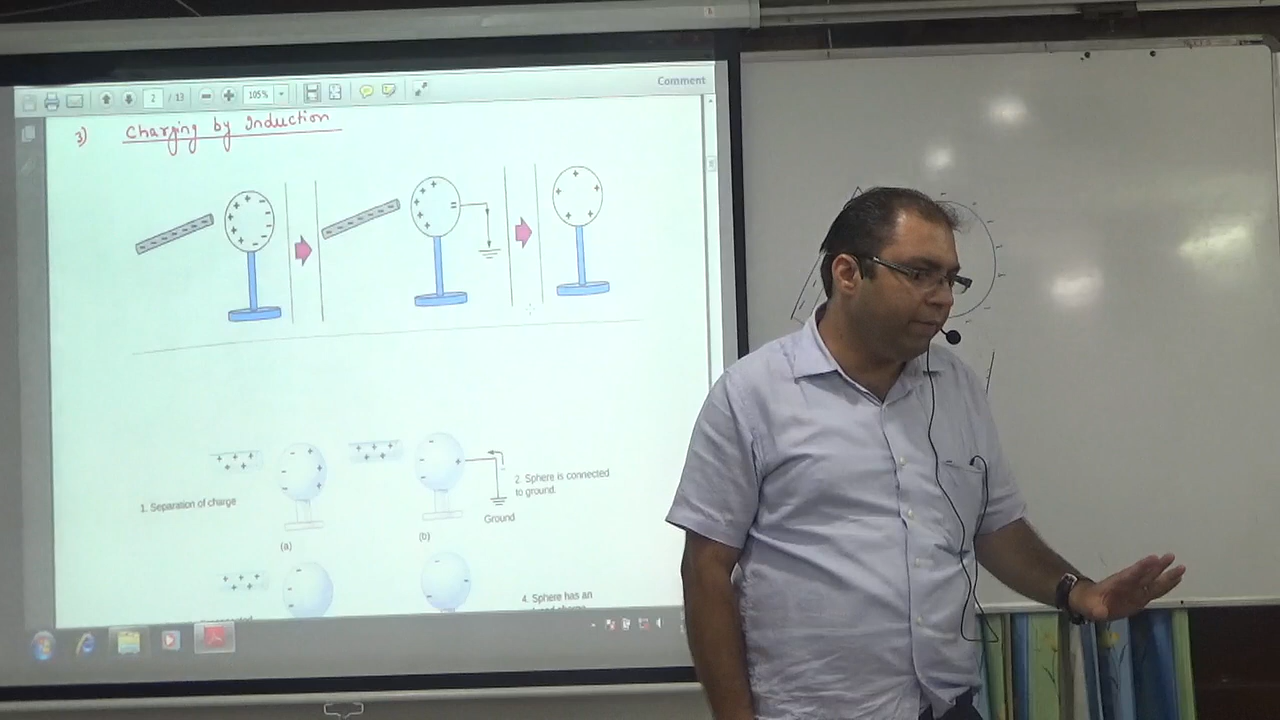 Comment
2 / 13 105%
3) Charging by Induction
1. Separation of charge
2. Sphere is connected
to ground.
Ground
(a)
(b)
4. Sphere has an